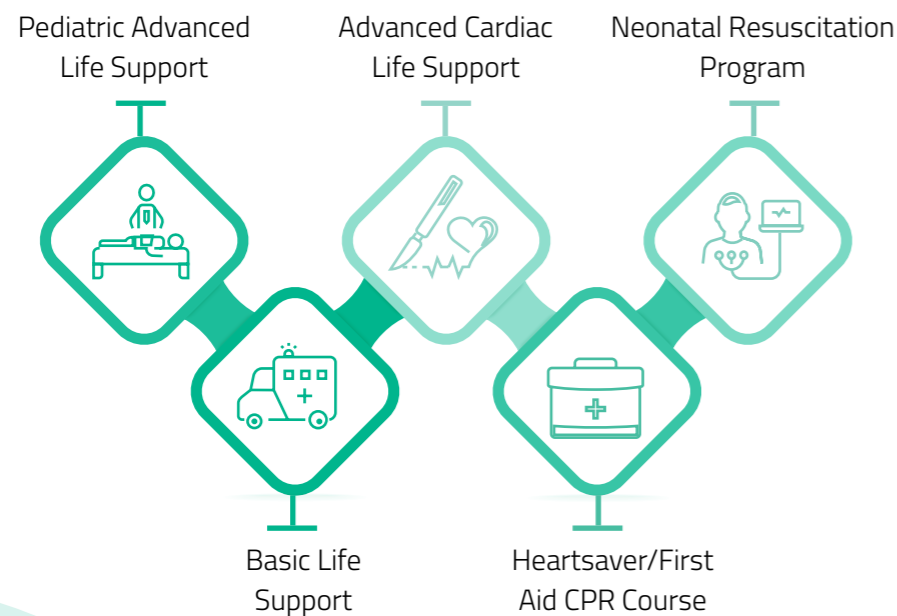 Pediatric Advanced
Life Support
Advanced Cardiac
Life Support
Neonatal Resuscitation
Program
Basic Life
Support
Heartsaver/First
Aid CPR Course